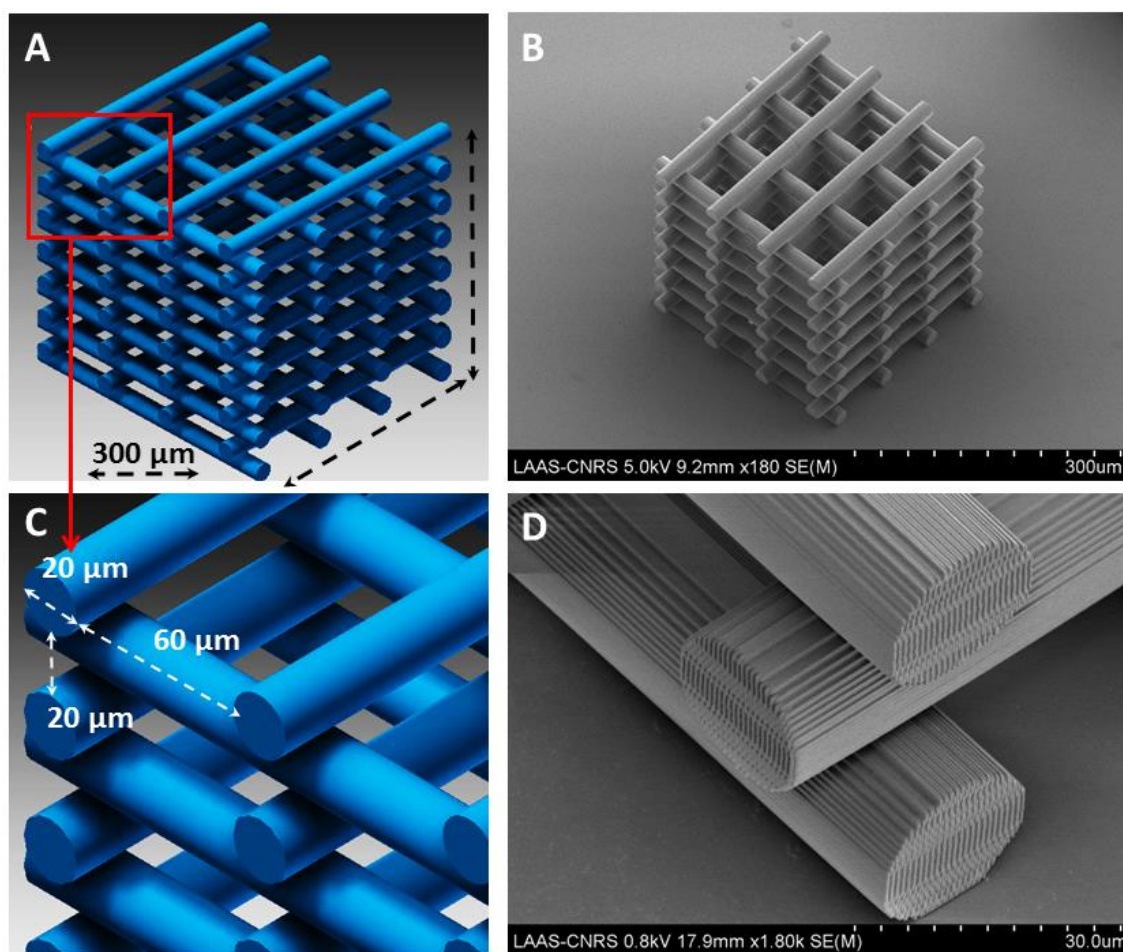 A
B
300 µm
LAAS-CNRS 5.0kV 9.2mm x180 SE(M) 300um
C
D
20 µm
60 µm
20 µm
LAAS-CNRS 0.8kV 17.9mm x1.80k SE(M) 30.0um